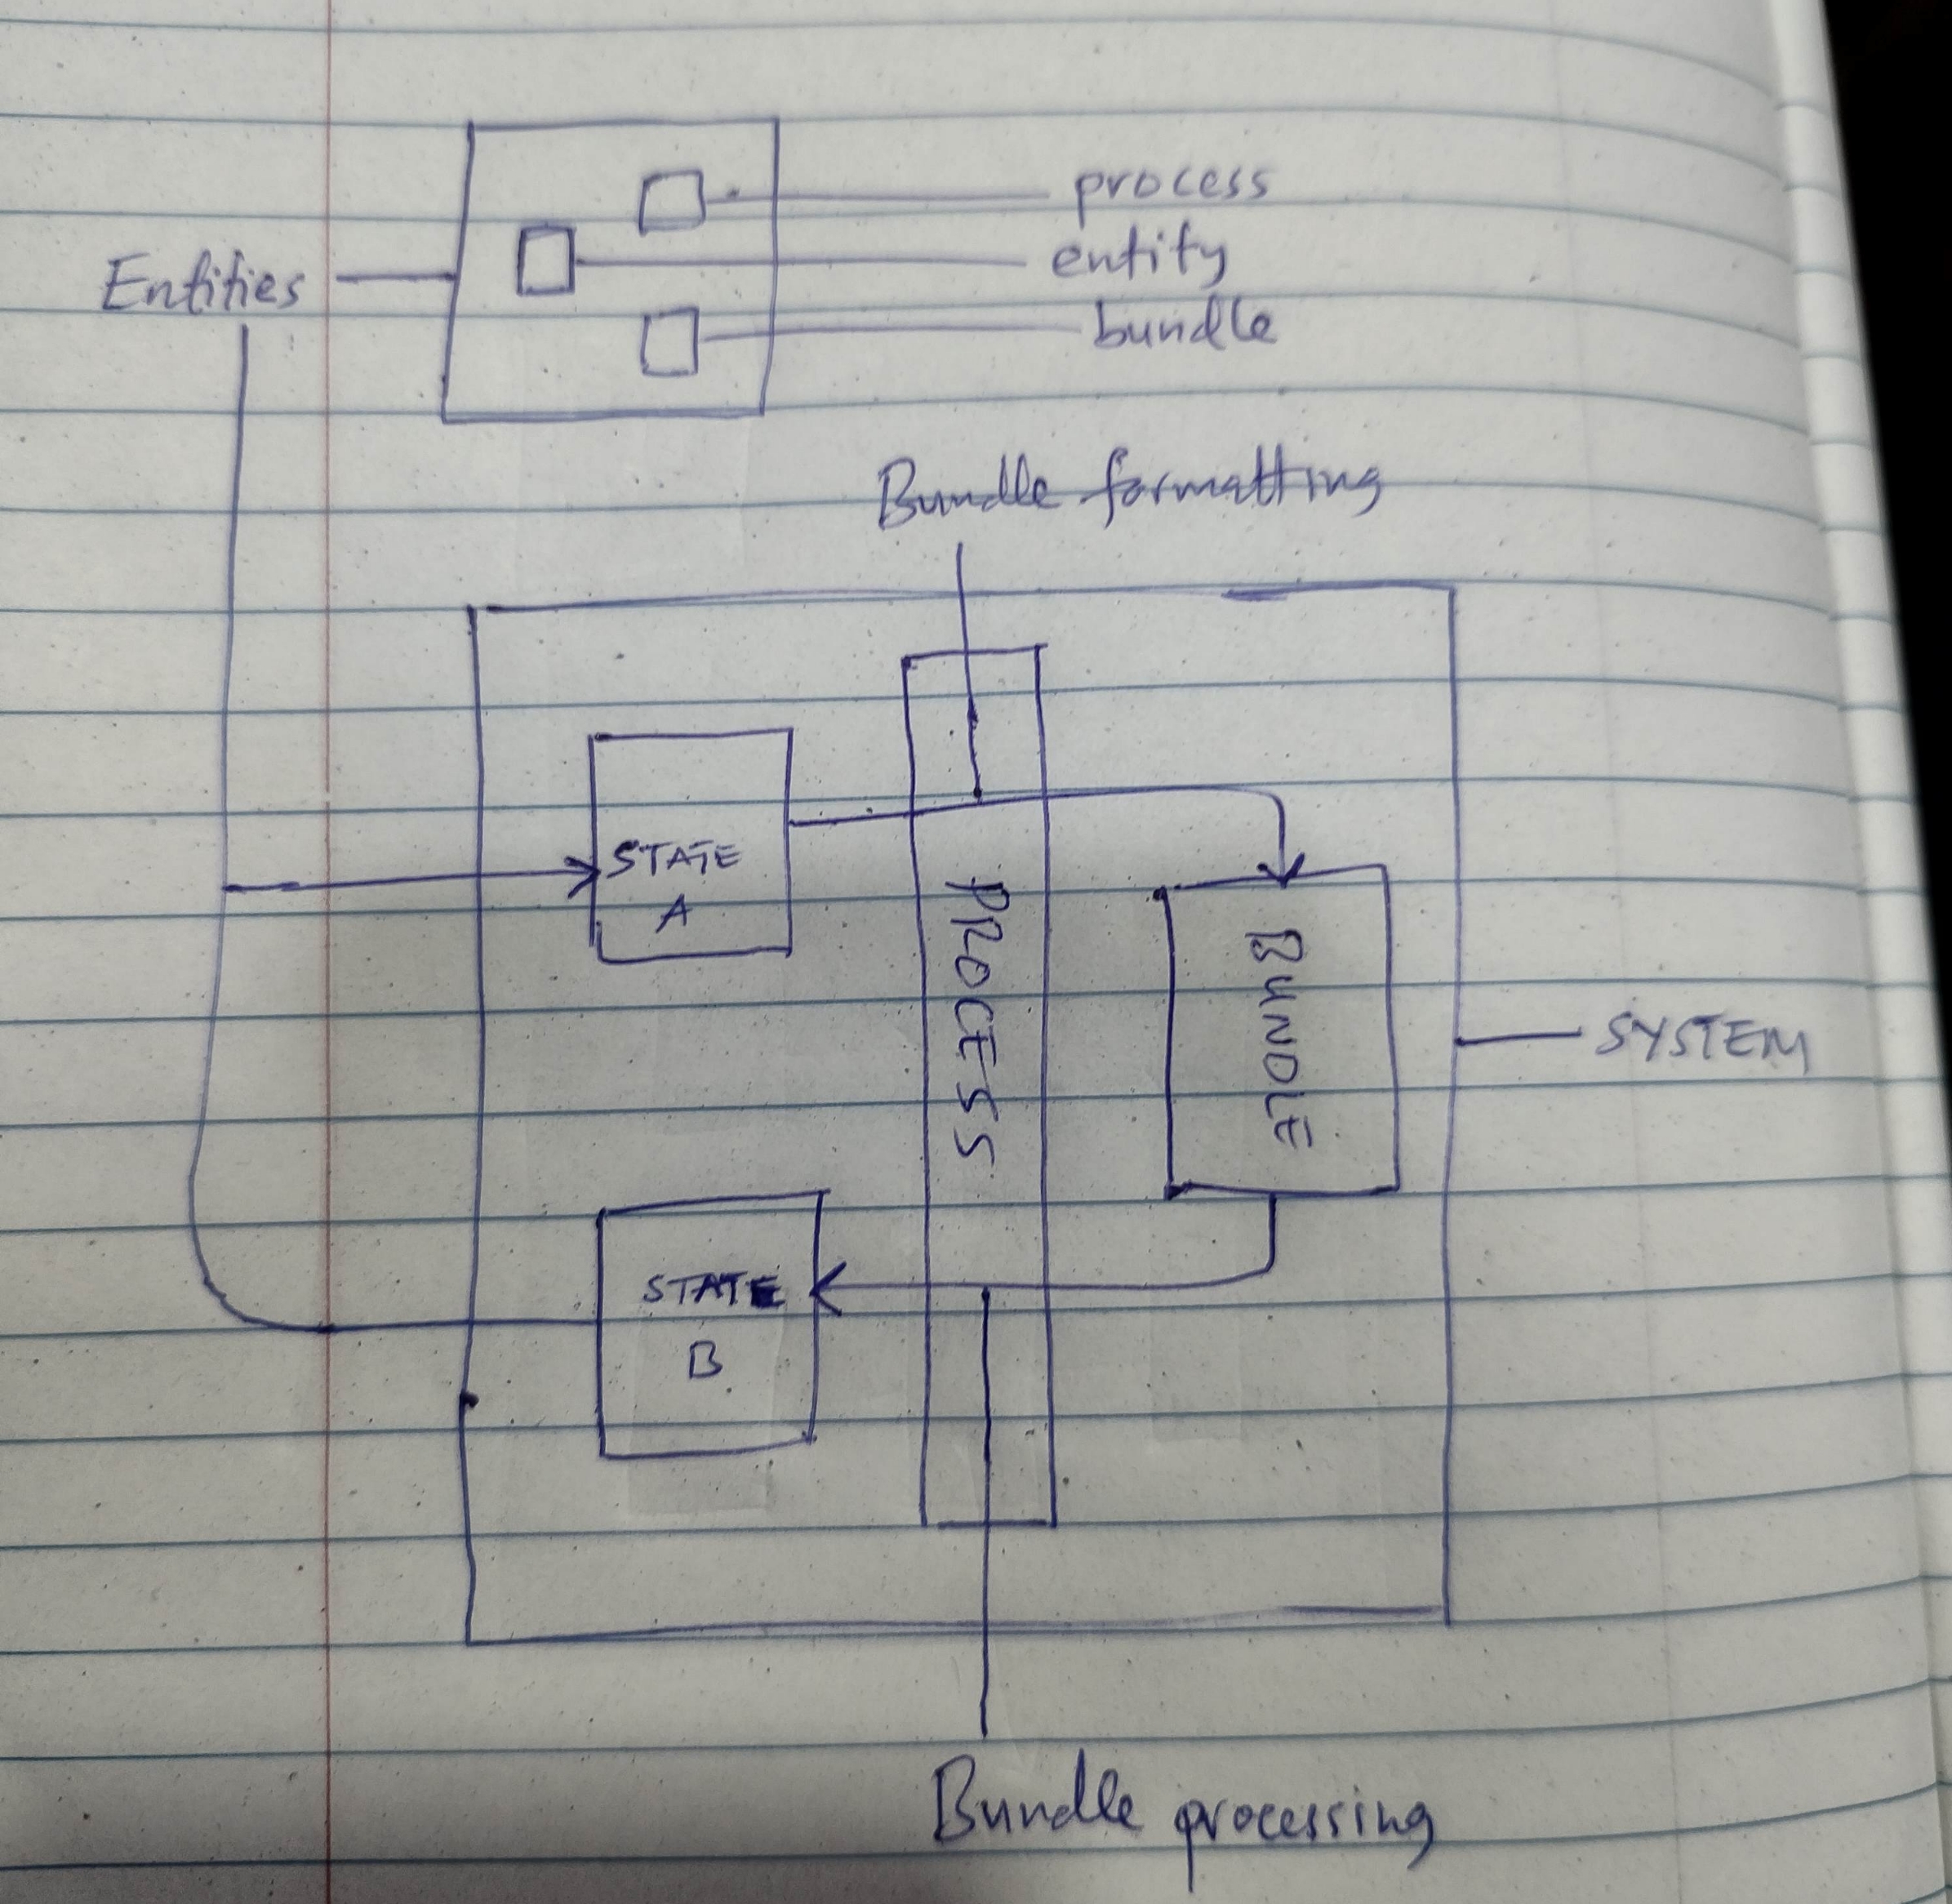 process
entity
Entities
bundle
Bundle formatting
STATE
A
PROCESS
BUNDLE
SYSTEM
STATE
B
Bundle processing